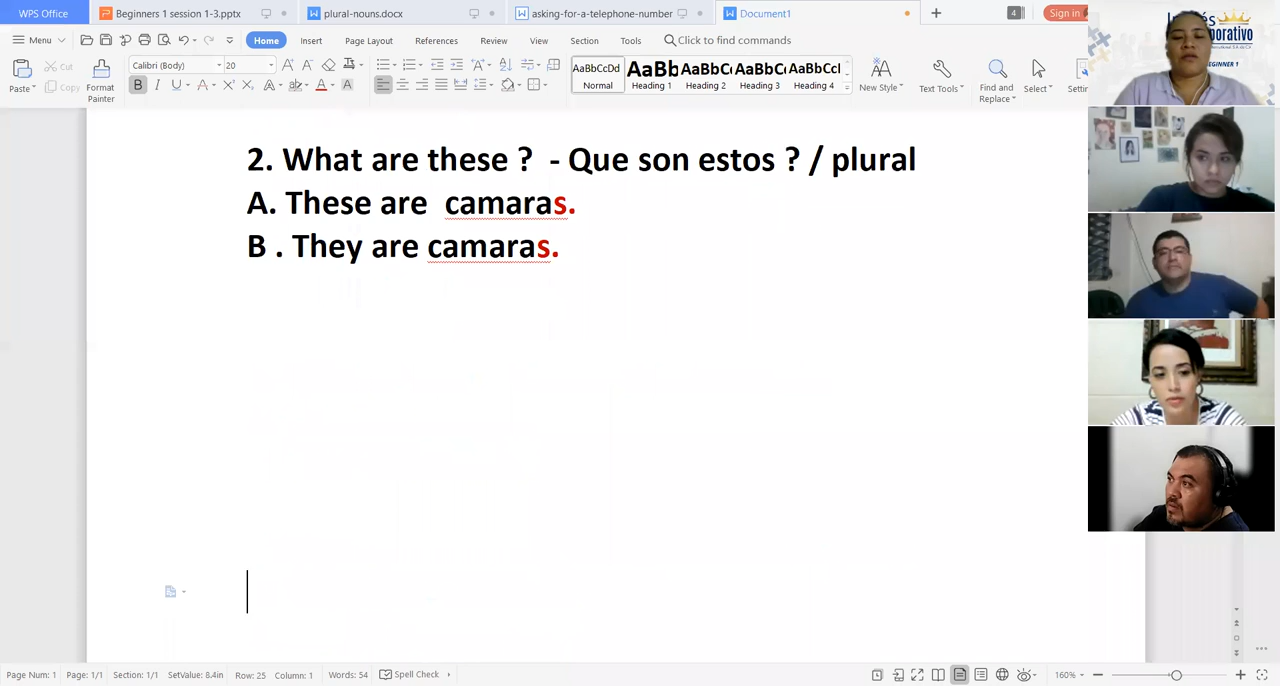 WPS Office
Beginners 1 session 1-3.pptx
plural-nouns.docx
asking-for-a-telephone-number
Document1
4
Sign in
Menu
Home
Insert
Page Layout
References
Review
View
Section
Tools
Click to find commands
Paste
Cut
Copy
Format Painter
Calibri (Body)
20
AaBbCcDd
Normal
Heading 1
Heading 2
Heading 3
Heading 4
New Style
Text Tools
Find and Replace
Select
BEGINNER 1
2. What are these ? - Que son estos ? / plural
A. These are camaras.
B . They are camaras.
Page Num: 1
Page: 1/1
Section: 1/1
SetValue: 8.4in
Row: 25
Column: 1
Words: 54
Spell Check
160%